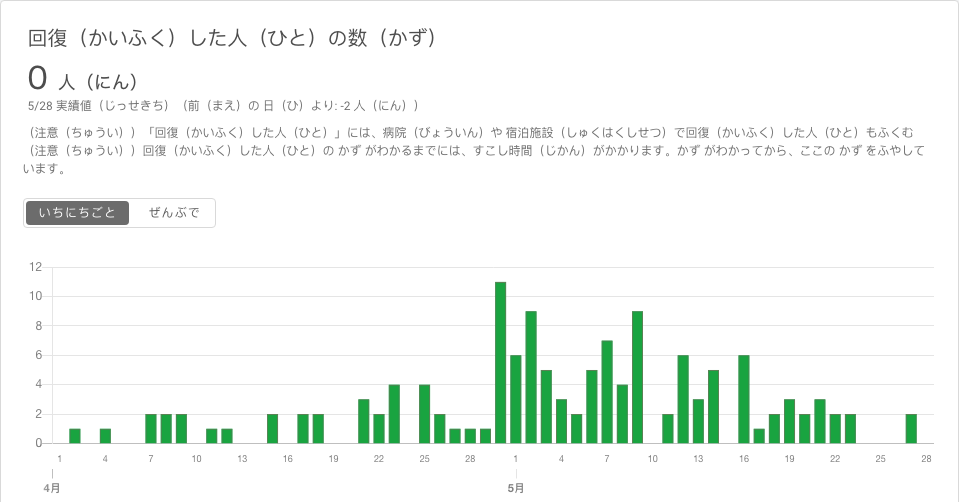 回復（かいふく）した人（ひと）の数（かず）
0 人（にん）
5/28 実績値（じっせきち）（前（まえ）の 日（ひ）より: -2 人（にん））
（注意（ちゅうい））「回復（かいふく）した人（ひと）」には、病院（びょういん）や 宿泊施設（しゅくはくしせつ）で回復（かいふく）した人（ひと）もふくむ
（注意（ちゅうい））回復（かいふく）した人（ひと）の かず がわかるまでには、すこし時間（じかん）がかかります。かず がわかってから、ここの かず をふやして
います。
いちにちごと ぜんぶで
12
10
8
6
4
2
0
1 4 7 10 13 16 19 22 25 28 1 4 7 10 13 16 19 22 25 28
4月 5月